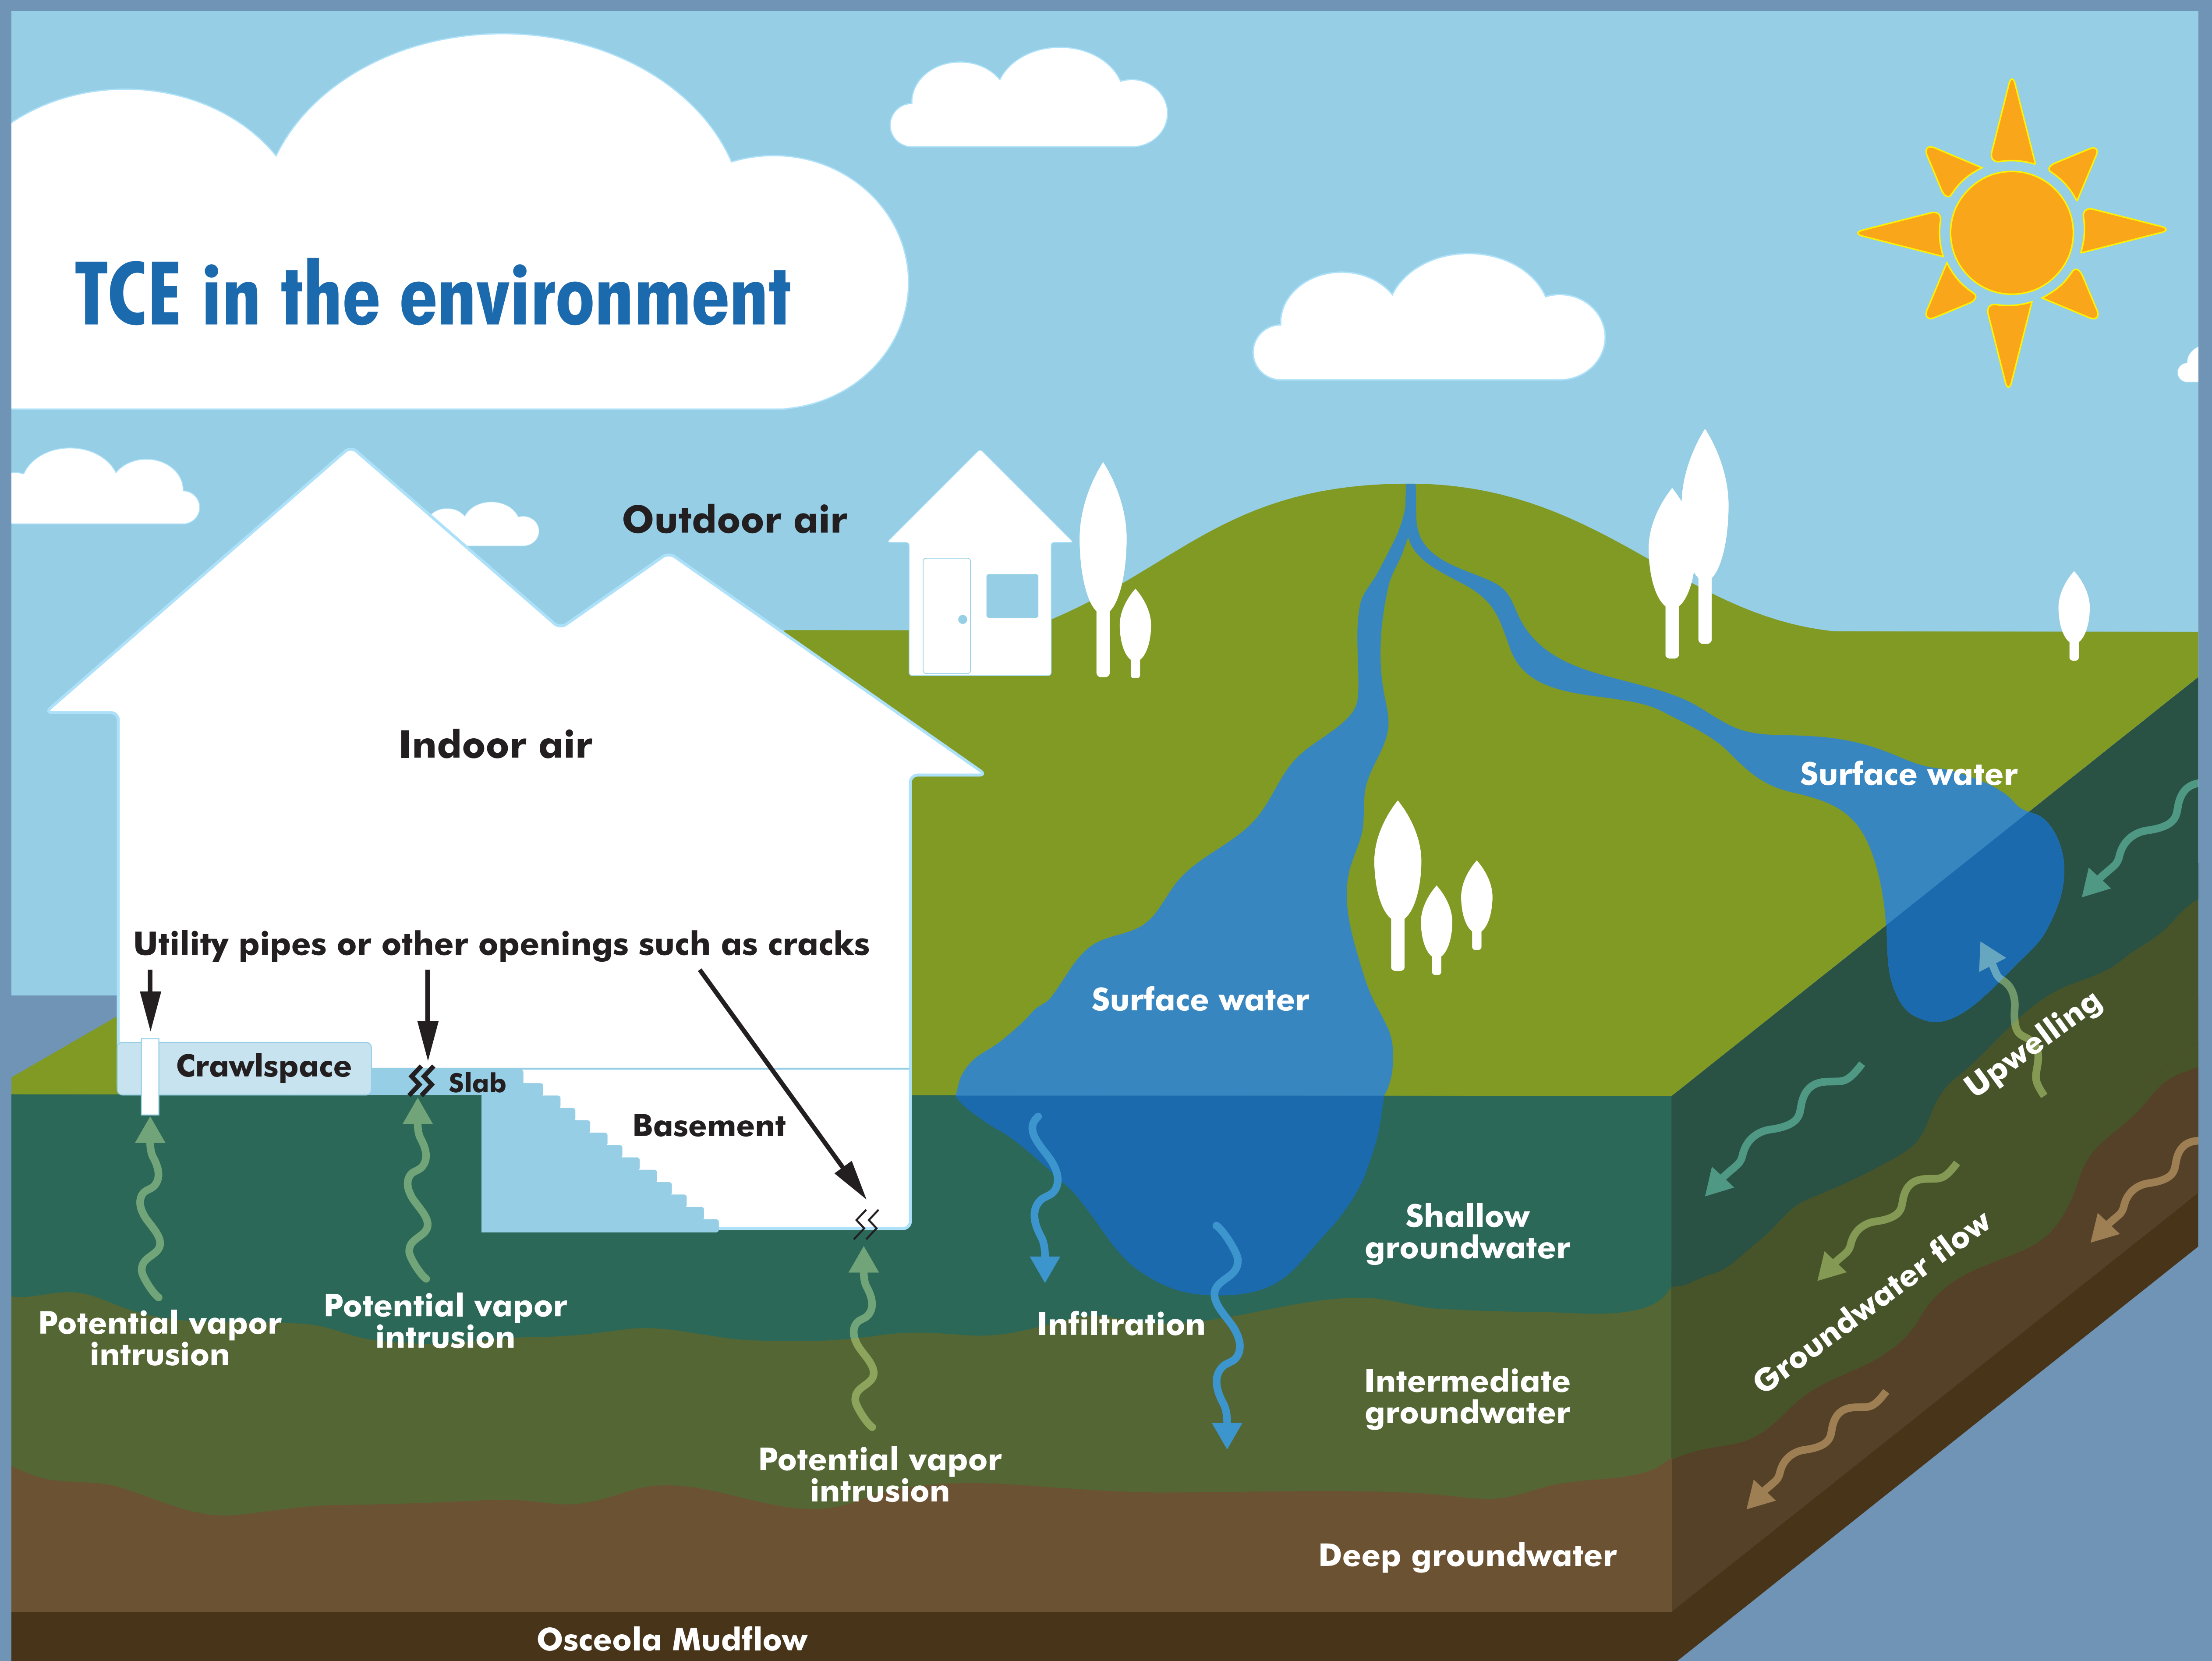 TCE in the environment
Outdoor air
Indoor air
Surface water
Utility pipes or other openings such as cracks
Surface water
Crawlspace
Slab
Basement
Upwelling
Shallow
groundwater
Groundwater flow
Potential vapor
intrusion
Potential vapor
intrusion
Infiltration
Intermediate
groundwater
Potential vapor
intrusion
Deep groundwater
Osceola Mudflow